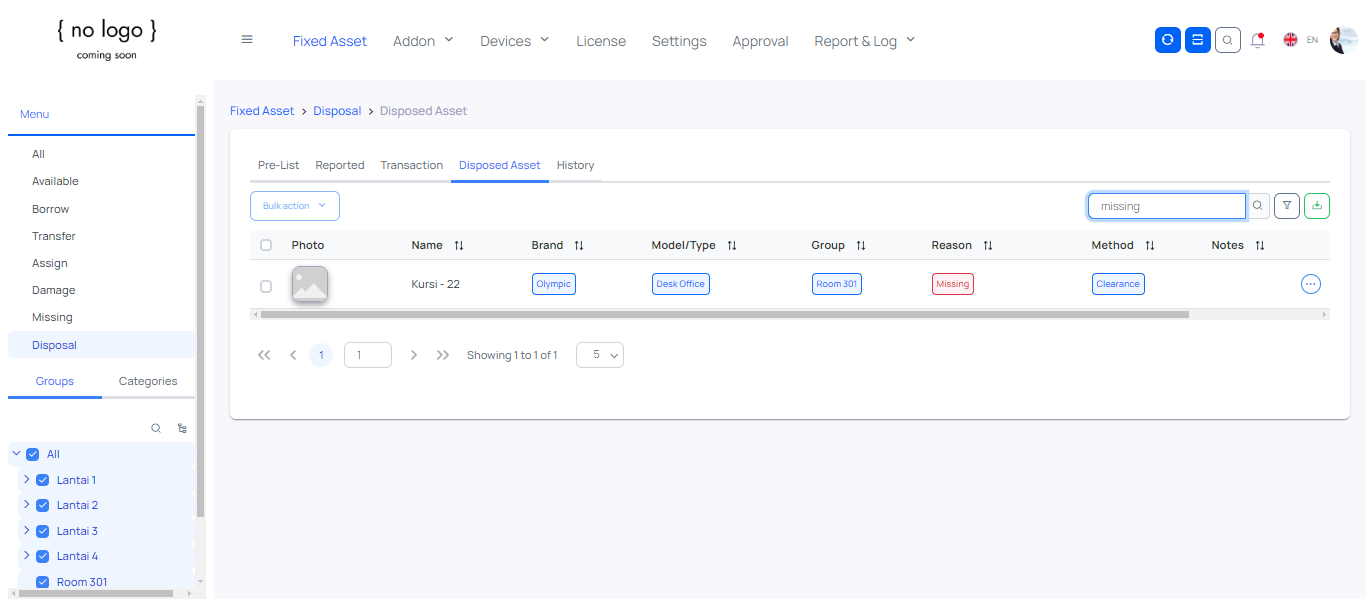 { no logo }
coming soon
Fixed Asset Addon Devices License Settings Approval Report & Log EN
Menu
All
Available
Borrow
Transfer
Assign
Damage
Missing
Disposal
Groups Categories
All
Lantai 1
Lantai 2
Lantai 3
Lantai 4
Room 301
Fixed Asset > Disposal > Disposed Asset
Pre-List Reported Transaction Disposed Asset History
Bulk action missing
Photo Name Brand Model/Type Group Reason Method Notes
Kursi - 22 Olympic Desk Office Room 301 Missing Clearance
1 1 Showing 1 to 1 of 1 5